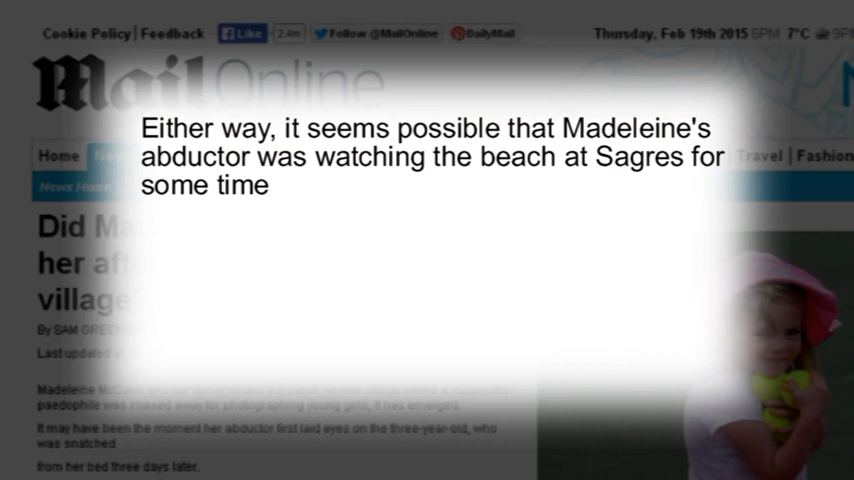 Cookie Policy | Feedback Like 2.4m Follow @MailOnline DailyMail Thursday, Feb 19th 2015 6PM 7°C 9P
Mail Online
Either way, it seems possible that Madeleine's
abductor was watching the beach at Sagres for
some time
Home Travel | Fashion
News
Did
her
village
By SAM
Last updated
Madeleine
paedophile was chased away for photographing young girls, it has emerged.
It may have been the moment her abductor first laid eyes on the three-year-old, who
was snatched
from her bed three days later.